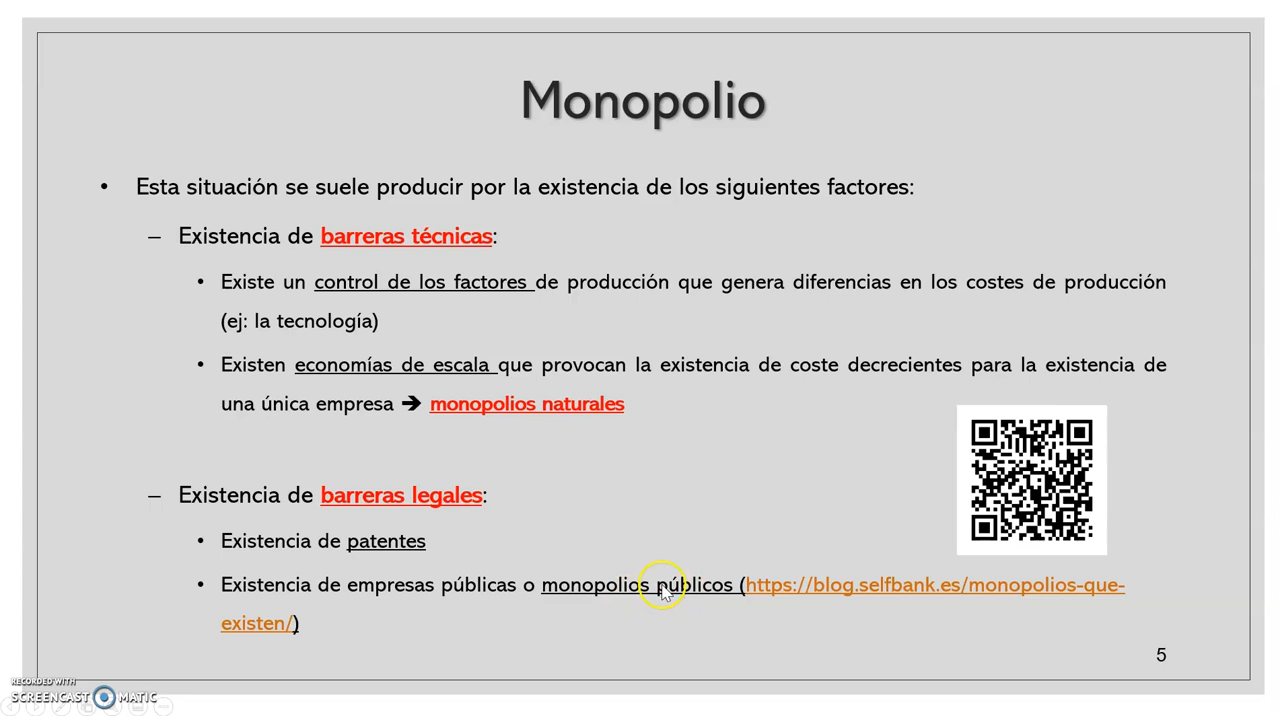 Monopolio
• Esta situación se suele producir por la existencia de los siguientes factores:
– Existencia de barreras técnicas:
• Existe un control de los factores de producción que genera diferencias en los costes de producción
(ej: la tecnología)
• Existen economías de escala que provocan la existencia de coste decrecientes para la existencia de
una única empresa ➔ monopolios naturales
– Existencia de barreras legales:
• Existencia de patentes
• Existencia de empresas públicas o monopolios públicos (https://blog.selfbank.es/monopolios-que-
existen/)
5
RECORDED WITH
SCREENCAST MATIC